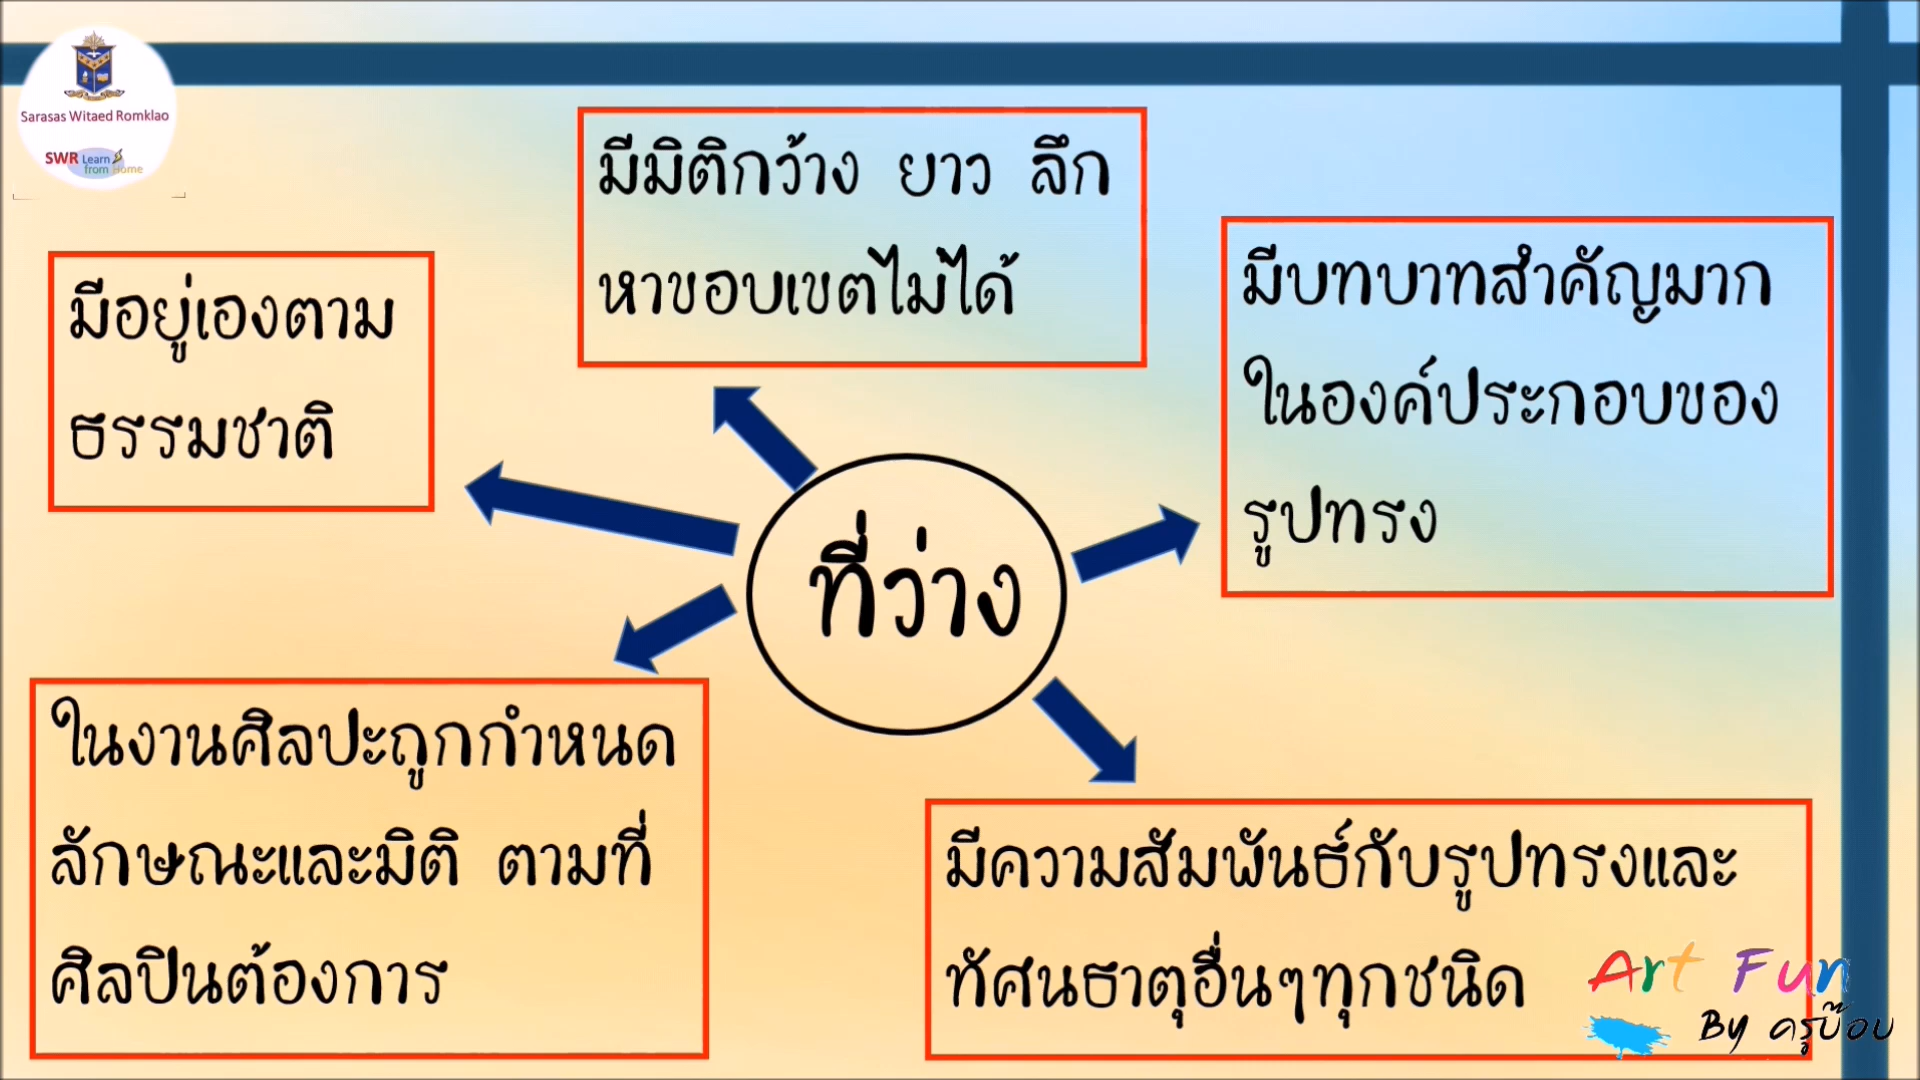 Sarasas Witaed Romklao
SWR Learn
from Home
มีมิติกว้าง ยาว ลึก
หาขอบเขตไม่ได้
มีอยู่เองตาม
ธรรมชาติ
มีบทบาทสำคัญมาก
ในองค์ประกอบของ
รูปทรง
ที่ว่าง
ในงานศิลปะถูกกำหนด
ลักษณะและมิติ ตามที่
ศิลปินต้องการ
มีความสัมพันธ์กับรูปทรงและ
ทัศนธาตุอื่นๆทุกชนิด
Art Fun
By ครูป๊อบ